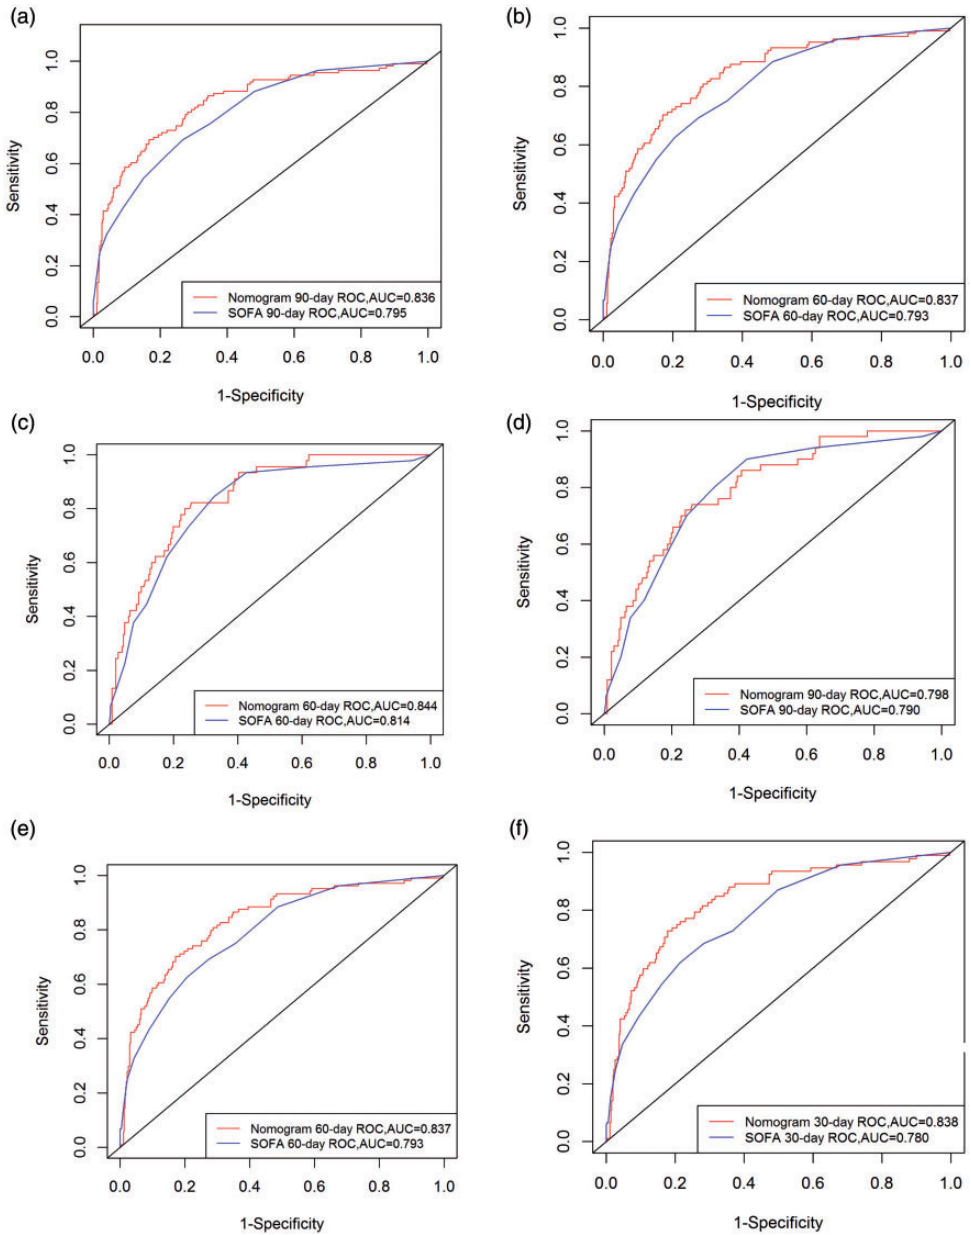 (a)
Sensitivity
0.0 0.2 0.4 0.6 0.8 1.0
Nomogram 90-day ROC,AUC=0.836
SOFA 90-day ROC,AUC=0.795
0.0 0.2 0.4 0.6 0.8 1.0
1-Specificity
(b)
Sensitivity
0.0 0.2 0.4 0.6 0.8 1.0
Nomogram 60-day ROC,AUC=0.837
SOFA 60-day ROC,AUC=0.793
0.0 0.2 0.4 0.6 0.8 1.0
1-Specificity
(c)
Sensitivity
0.0 0.2 0.4 0.6 0.8 1.0
Nomogram 60-day ROC,AUC=0.844
SOFA 60-day ROC,AUC=0.814
0.0 0.2 0.4 0.6 0.8 1.0
1-Specificity
(d)
Sensitivity
0.0 0.2 0.4 0.6 0.8 1.0
Nomogram 90-day ROC,AUC=0.798
SOFA 90-day ROC,AUC=0.790
0.0 0.2 0.4 0.6 0.8 1.0
1-Specificity
(e)
Sensitivity
0.0 0.2 0.4 0.6 0.8 1.0
Nomogram 60-day ROC,AUC=0.837
SOFA 60-day ROC,AUC=0.793
0.0 0.2 0.4 0.6 0.8 1.0
1-Specificity
(f)
Sensitivity
0.0 0.2 0.4 0.6 0.8 1.0
Nomogram 30-day ROC,AUC=0.838
SOFA 30-day ROC,AUC=0.780
0.0 0.2 0.4 0.6 0.8 1.0
1-Specificity